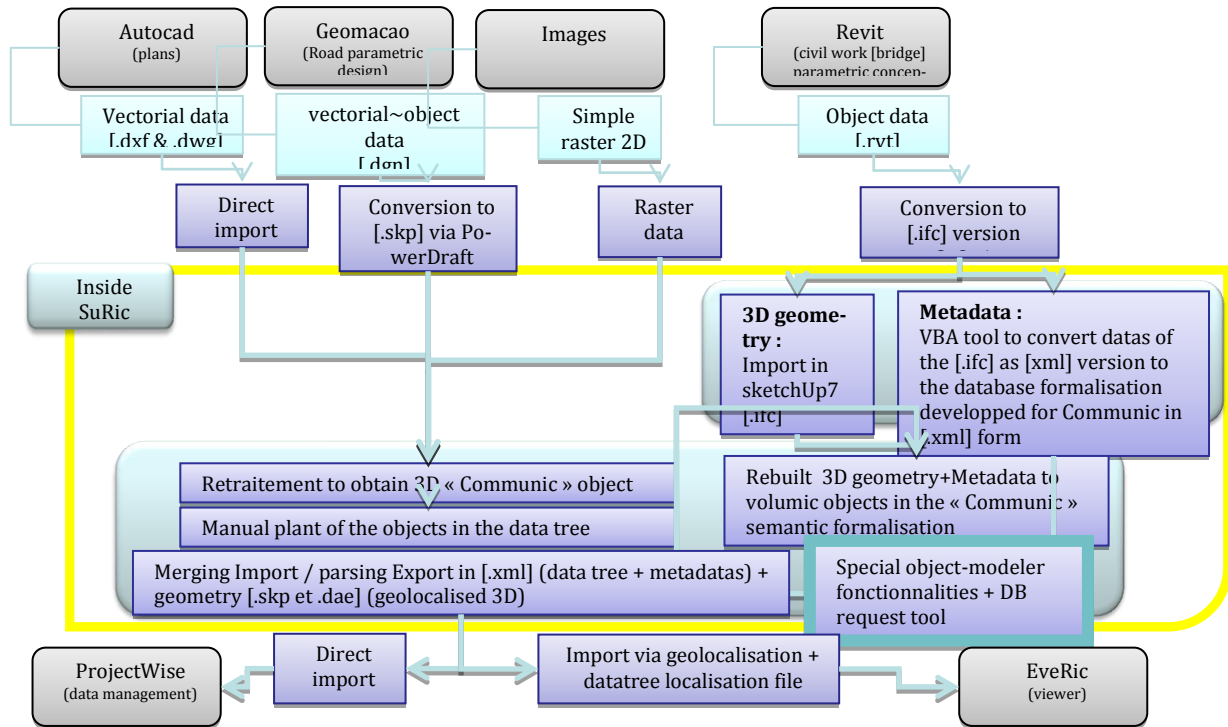 Autocad
(plans)
Geomacao
(Road parametric
design)
Images
Revit
(civil work [bridge]
parametric concep-
Vectorial data
[.dxf & .dwg]
vectorial~object
data
[.dgn]
Simple
raster 2D
Object data
[.rvt]
Direct
import
Conversion to
[.skp] via Po-
werDraft
Raster
data
Conversion to
[.ifc] version
Inside
SuRic
3D geome-
try :
Import in
sketchUp7
[.ifc]
Metadata :
VBA tool to convert datas of
the [.ifc] as [xml] version to
the database formalisation
developped for Communic in
[.xml] form
Retraitement to obtain 3D « Communic » object
Manual plant of the objects in the data tree
Rebuilt 3D geometry+Metadata to
volumic objects in the « Communic »
semantic formalisation
Merging Import / parsing Export in [.xml] (data tree + metadatas) +
geometry [.skp et .dae] (geolocalised 3D)
Special object-modeler
fonctionnalities + DB
request tool
ProjectWise
(data management)
Direct
import
Import via geolocalisation +
datatree localisation file
EveRic
(viewer)